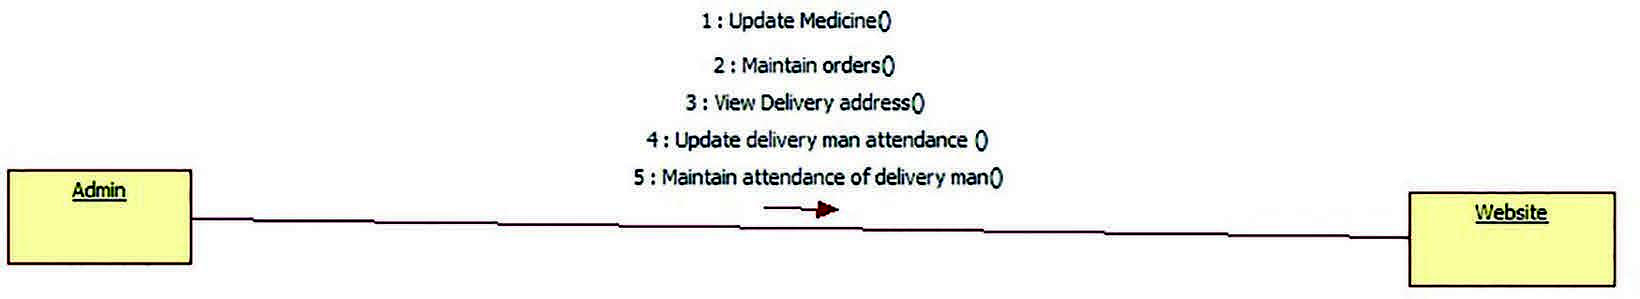 1 : Update Medicine()
2 : Maintain orders()
3 : View Delivery address()
4 : Update delivery man attendance ()
5 : Maintain attendance of delivery man()
Admin
Website